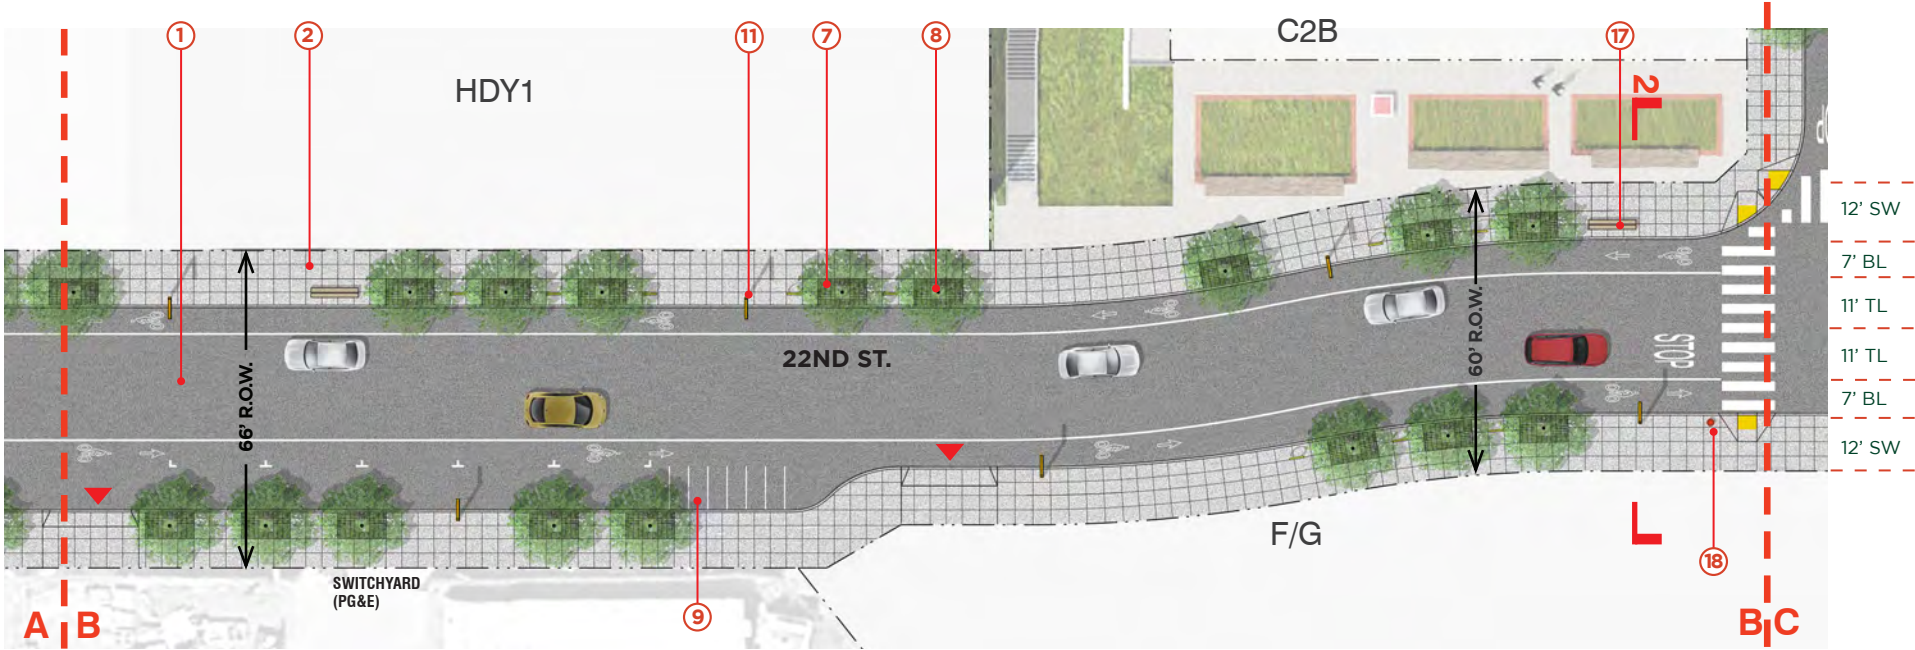 1
2
11
7
8
C2B
17
HDY1
2
STOP
12' SW
7' BL
11' TL
22ND ST.
66' R.O.W.
60' R.O.W.
STOP
11' TL
7' BL
12' SW
F/G
SWITCHYARD
(PG&E)
9
18
A B
B C